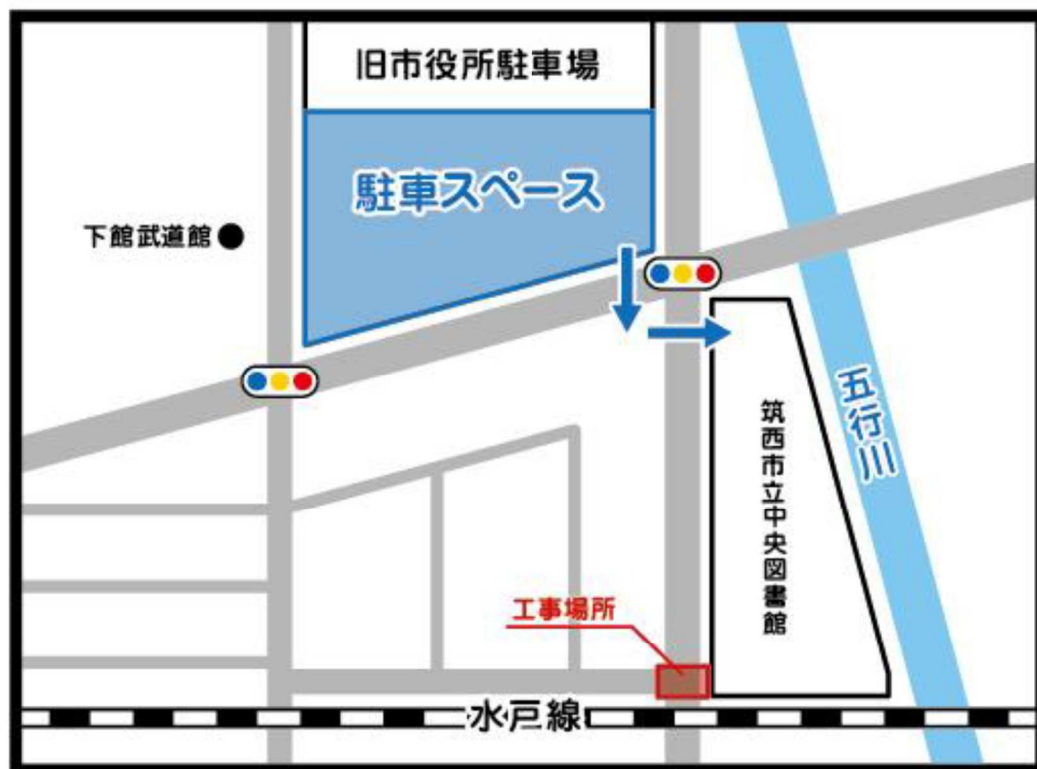 旧市役所駐車場
駐車スペース
下館武道館
五行川
筑西市立中央図書館
工事場所
水戸線